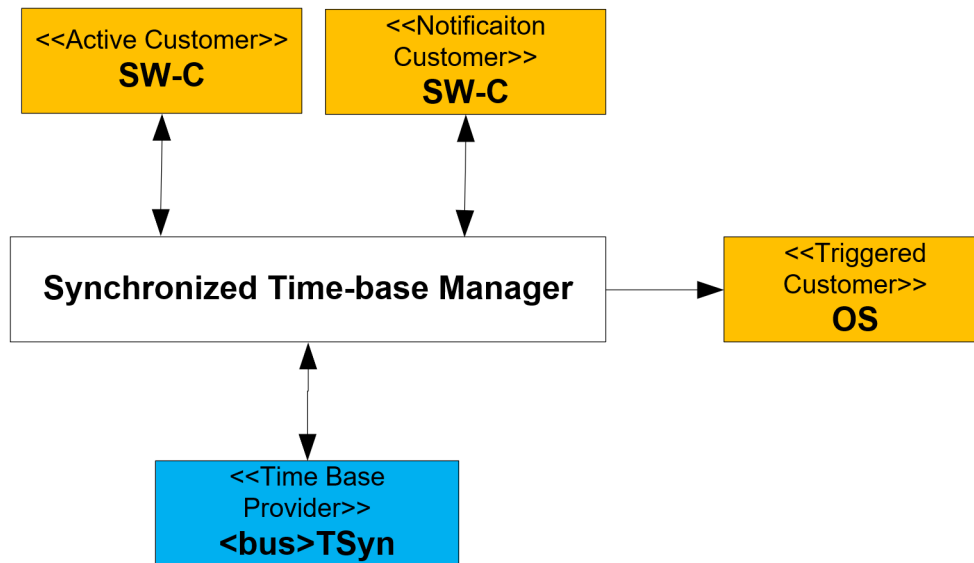 <<Active Customer>>
SW-C
<<Notificaiton
Customer>>
SW-C
Synchronized Time-base Manager
<<Triggered
Customer>>
OS
<<Time Base
Provider>>
<bus>TSyn